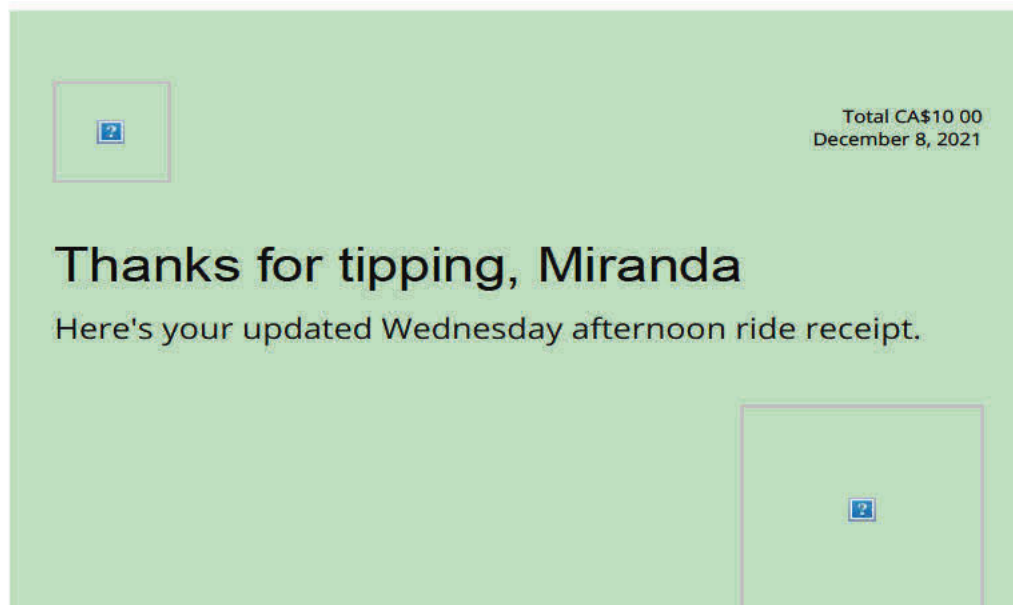 Total CA$10 00
December 8, 2021
Thanks for tipping, Miranda
Here's your updated Wednesday afternoon ride receipt.